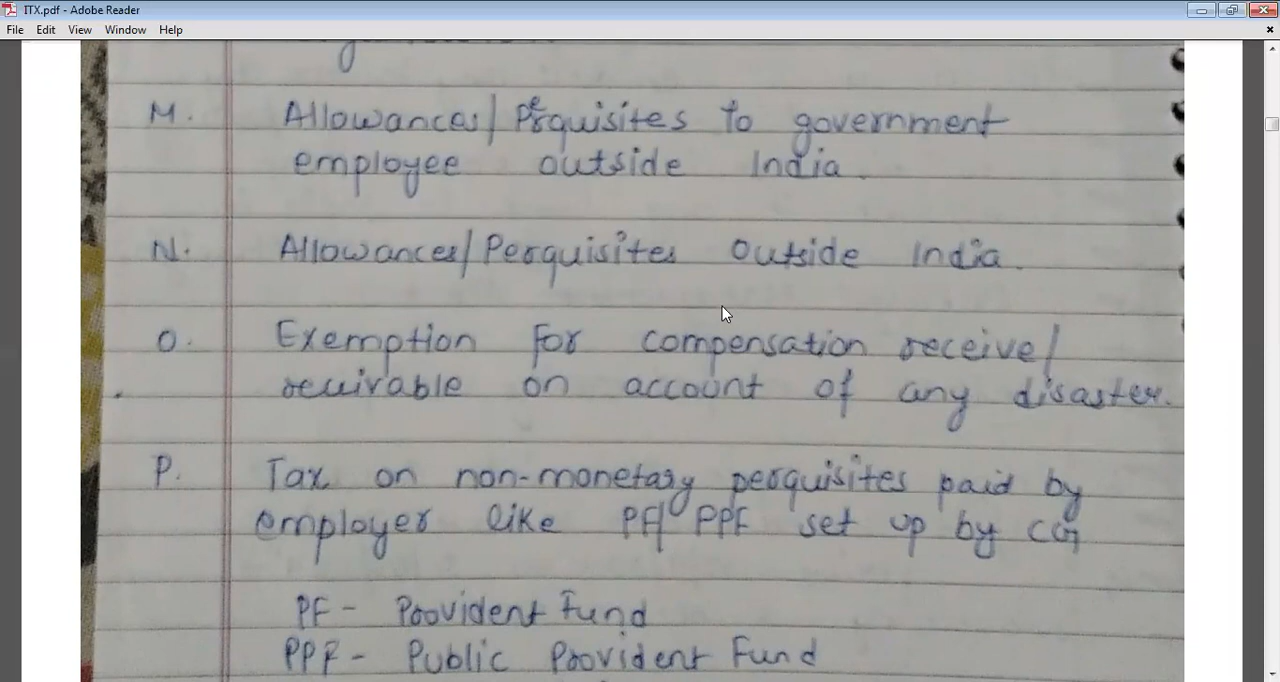 ITX.pdf - Adobe Reader
File Edit View Window Help
M. Allowances/Perquisites to government
employee outside India.
N. Allowances/Perquisites outside India.
O. Exemption for compensation receive/
receivable on account of any disaster.
P. Tax on non-monetary perquisites paid by
employer like PF/PPF set up by CG
PF - Provident Fund
PPF - Public Provident Fund